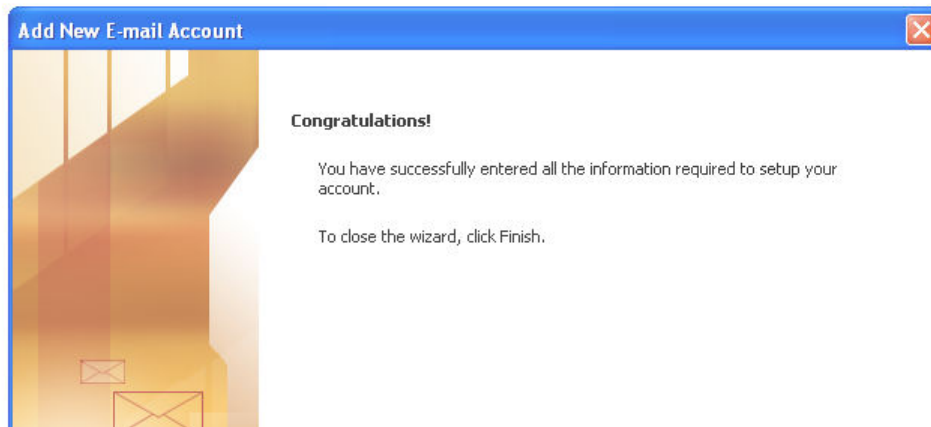 Add New E-mail Account
Congratulations!
You have successfully entered all the information required to setup your
account.
To close the wizard, click Finish.